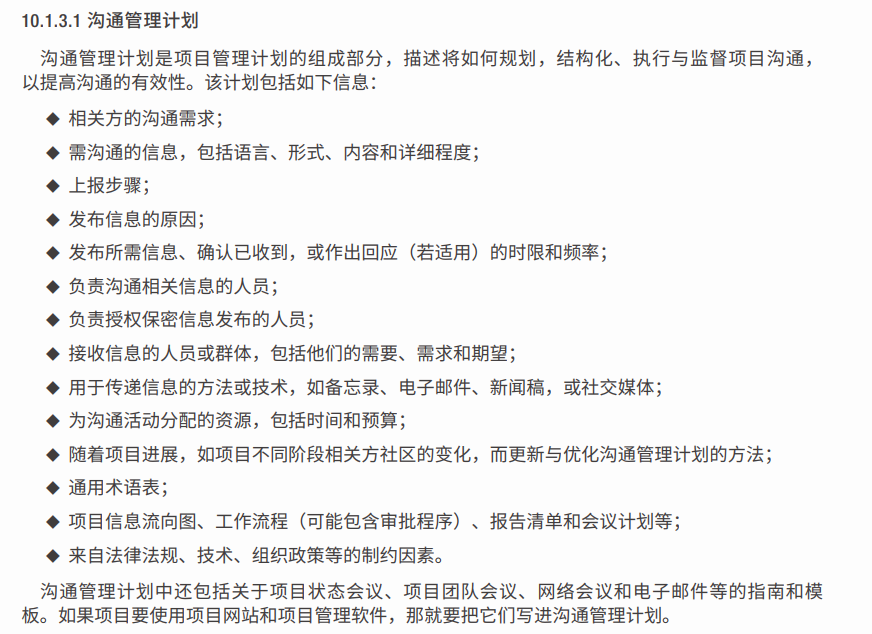 10.1.3.1 沟通管理计划
沟通管理计划是项目管理计划的组成部分，描述将如何规划，结构化、执行与监督项目沟通，
以提高沟通的有效性。该计划包括如下信息：
◆ 相关方的沟通需求；
◆ 需沟通的信息，包括语言、形式、内容和详细程度；
◆ 上报步骤；
◆ 发布信息的原因；
◆ 发布所需信息、确认已收到，或作出回应（若适用）的时限和频率；
◆ 负责沟通相关信息的人员；
◆ 负责授权保密信息发布的人员；
◆ 接收信息的人员或群体，包括他们的需要、需求和期望；
◆ 用于传递信息的方法或技术，如备忘录、电子邮件、新闻稿，或社交媒体；
◆ 为沟通活动分配的资源，包括时间和预算；
◆ 随着项目进展，如项目不同阶段相关方社区的变化，而更新与优化沟通管理计划的方法；
◆ 通用术语表；
◆ 项目信息流向图、工作流程（可能包含审批程序）、报告清单和会议计划等；
◆ 来自法律法规、技术、组织政策等的制约因素。
沟通管理计划中还包括关于项目状态会议、项目团队会议、网络会议和电子邮件等的指南和模
板。如果项目要使用项目网站和项目管理软件，那就要把它们写进沟通管理计划。